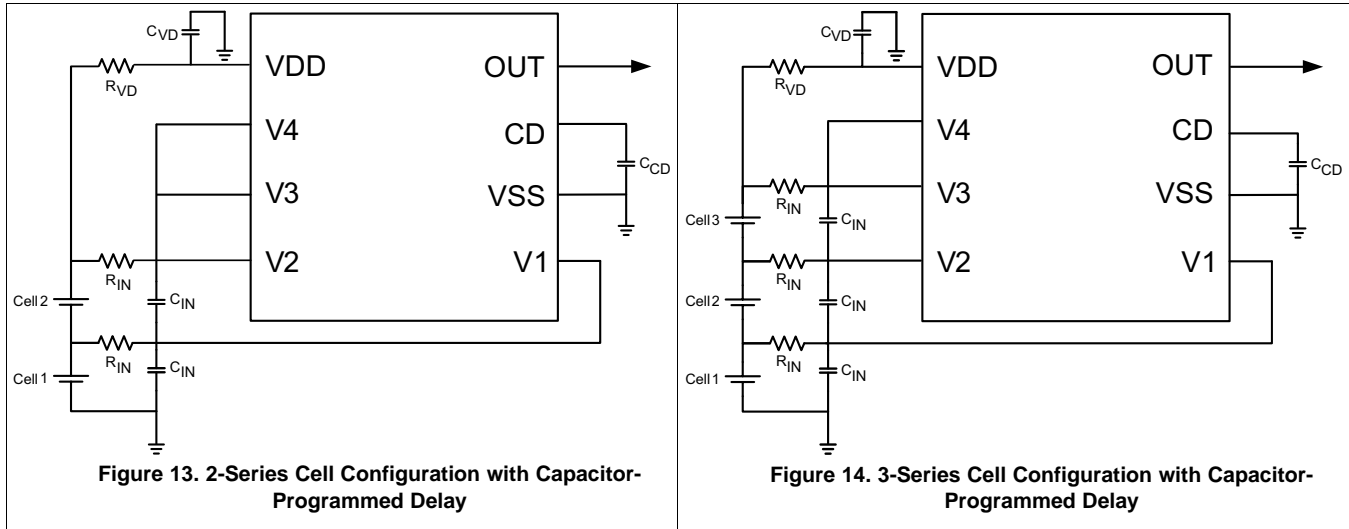 CVD
VDD
OUT
RVD
V4
CD
CCD
V3
VSS
V2
V1
RIN
Cell 2
CIN
RIN
CIN
Cell 1
Figure 13. 2-Series Cell Configuration with Capacitor-
Programmed Delay
CVD
VDD
OUT
RVD
V4
CD
CCD
V3
VSS
RIN
Cell 3
CIN
V2
V1
RIN
Cell 2
CIN
RIN
Cell 1
CIN
Figure 14. 3-Series Cell Configuration with Capacitor-
Programmed Delay